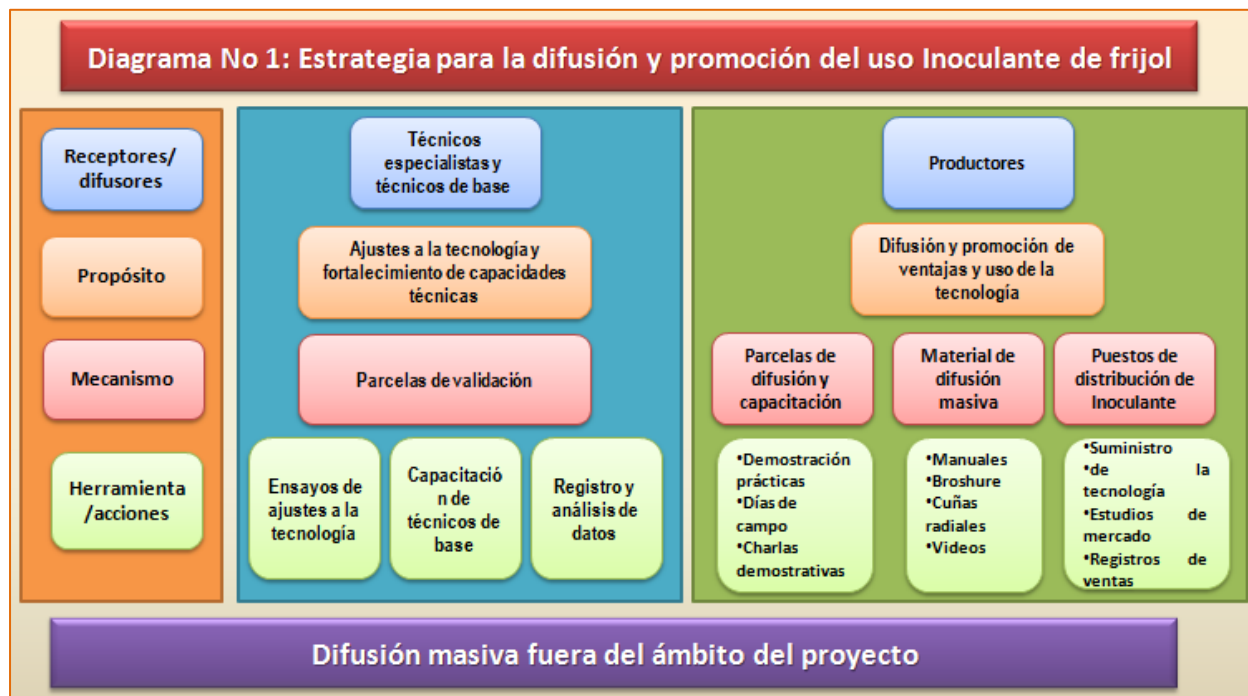 Diagrama No 1: Estrategia para la difusión y promoción del uso Inoculante de frijol
Receptores/
difusores
Propósito
Mecanismo
Herramienta
/acciones
Técnicos
especialistas y
técnicos de base
Ajustes a la tecnología y
fortalecimiento de capacidades
técnicas
Parcelas de validación
Ensayos de
ajustes a la
tecnología
Capacitació
n de
técnicos de
base
Registro y
análisis de
datos
Productores
Difusión y promoción de
ventajas y uso de la
tecnología
Parcelas de
difusión y
capacitación
Material de
difusión
masiva
Puestos de
distribución de
Inoculante
•Demostración
prácticas
•Días de
campo
•Charlas
demostrativas
•Manuales
•Broshure
•Cuñas
radiales
•Videos
•Suministro
•de la
tecnología
•Estudios de
mercado
•Registros de
ventas
Difusión masiva fuera del ámbito del proyecto